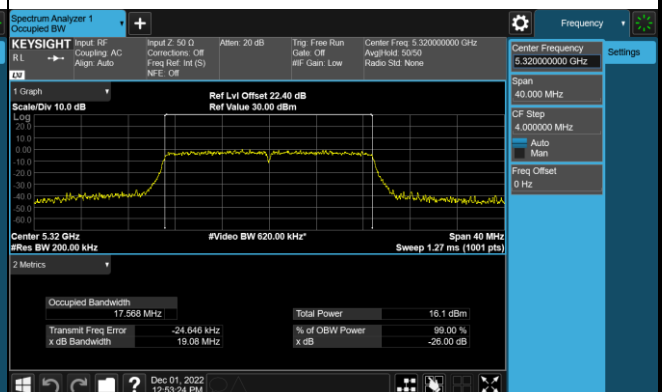 Spectrum Analyzer 1
Occupied BW
+
Frequency
KEYSIGHT
RL
LXI
Input: RF
Coupling: AC
Align: Auto
Input Z: 50 Ω
Corrections: Off
Freq Ref: Int (S)
NFE: Off
Atten: 20 dB
Trig: Free Run
Gate: Off
#IF Gain: Low
Center Freq: 5.320000000 GHz
Avg|Hold: 50/50
Radio Std: None
Center Frequency
5.320000000 GHz
Settings
Span
40.000 MHz
CF Step
4.000000 MHz
Auto
Man
Freq Offset
0 Hz
1 Graph
Scale/Div 10.0 dB
Ref Lvl Offset 22.40 dB
Ref Value 30.00 dBm
Log
20.0
10.0
0.00
-10.0
-20.0
-30.0
-40.0
-50.0
-60.0
Center 5.32 GHz
#Video BW 620.00 kHz*
Span 40 MHz
#Res BW 200.00 kHz
Sweep 1.27 ms (1001 pts)
2 Metrics
Occupied Bandwidth
17.568 MHz
Total Power 16.1 dBm
Transmit Freq Error -24.646 kHz
% of OBW Power 99.00 %
x dB Bandwidth 19.08 MHz
x dB -26.00 dB
?
Dec 01, 2022
12:53:24 PM